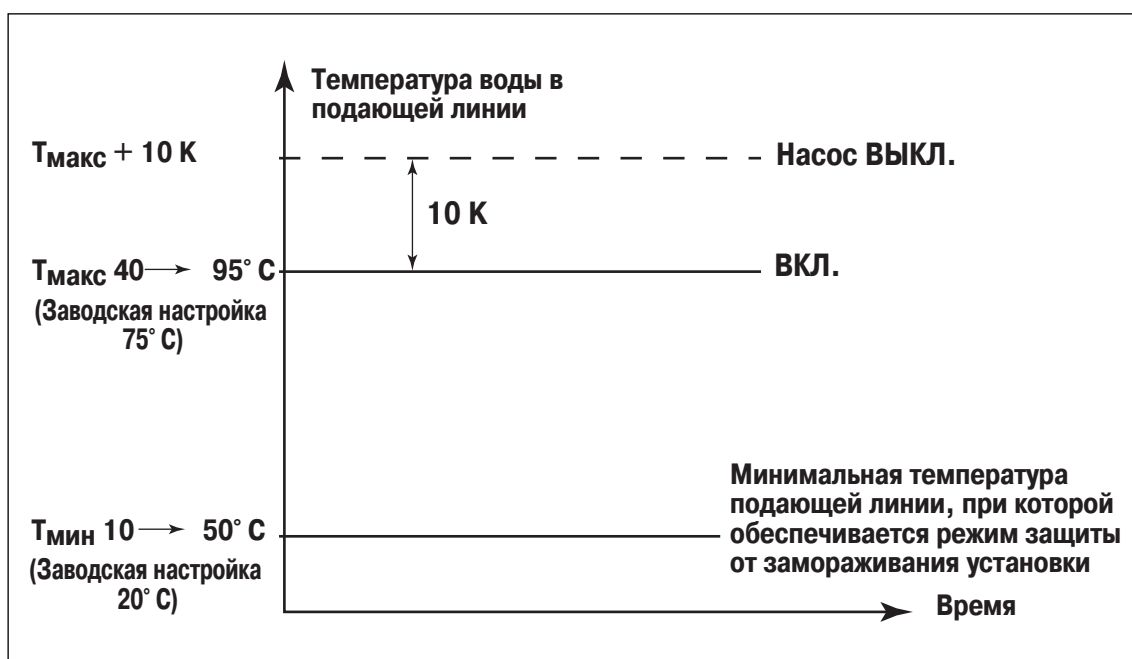 Температура воды в
подающей линии
Тмакс + 10 K
Насос ВЫКЛ.
10 K
Тмакс 40 → 95° С
ВКЛ.
(Заводская настройка
75° С)
Минимальная температура
подающей линии, при которой
обеспечивается режим защиты
от замораживания установки
Тмин 10 → 50° С
(Заводская настройка
20° С)
Время